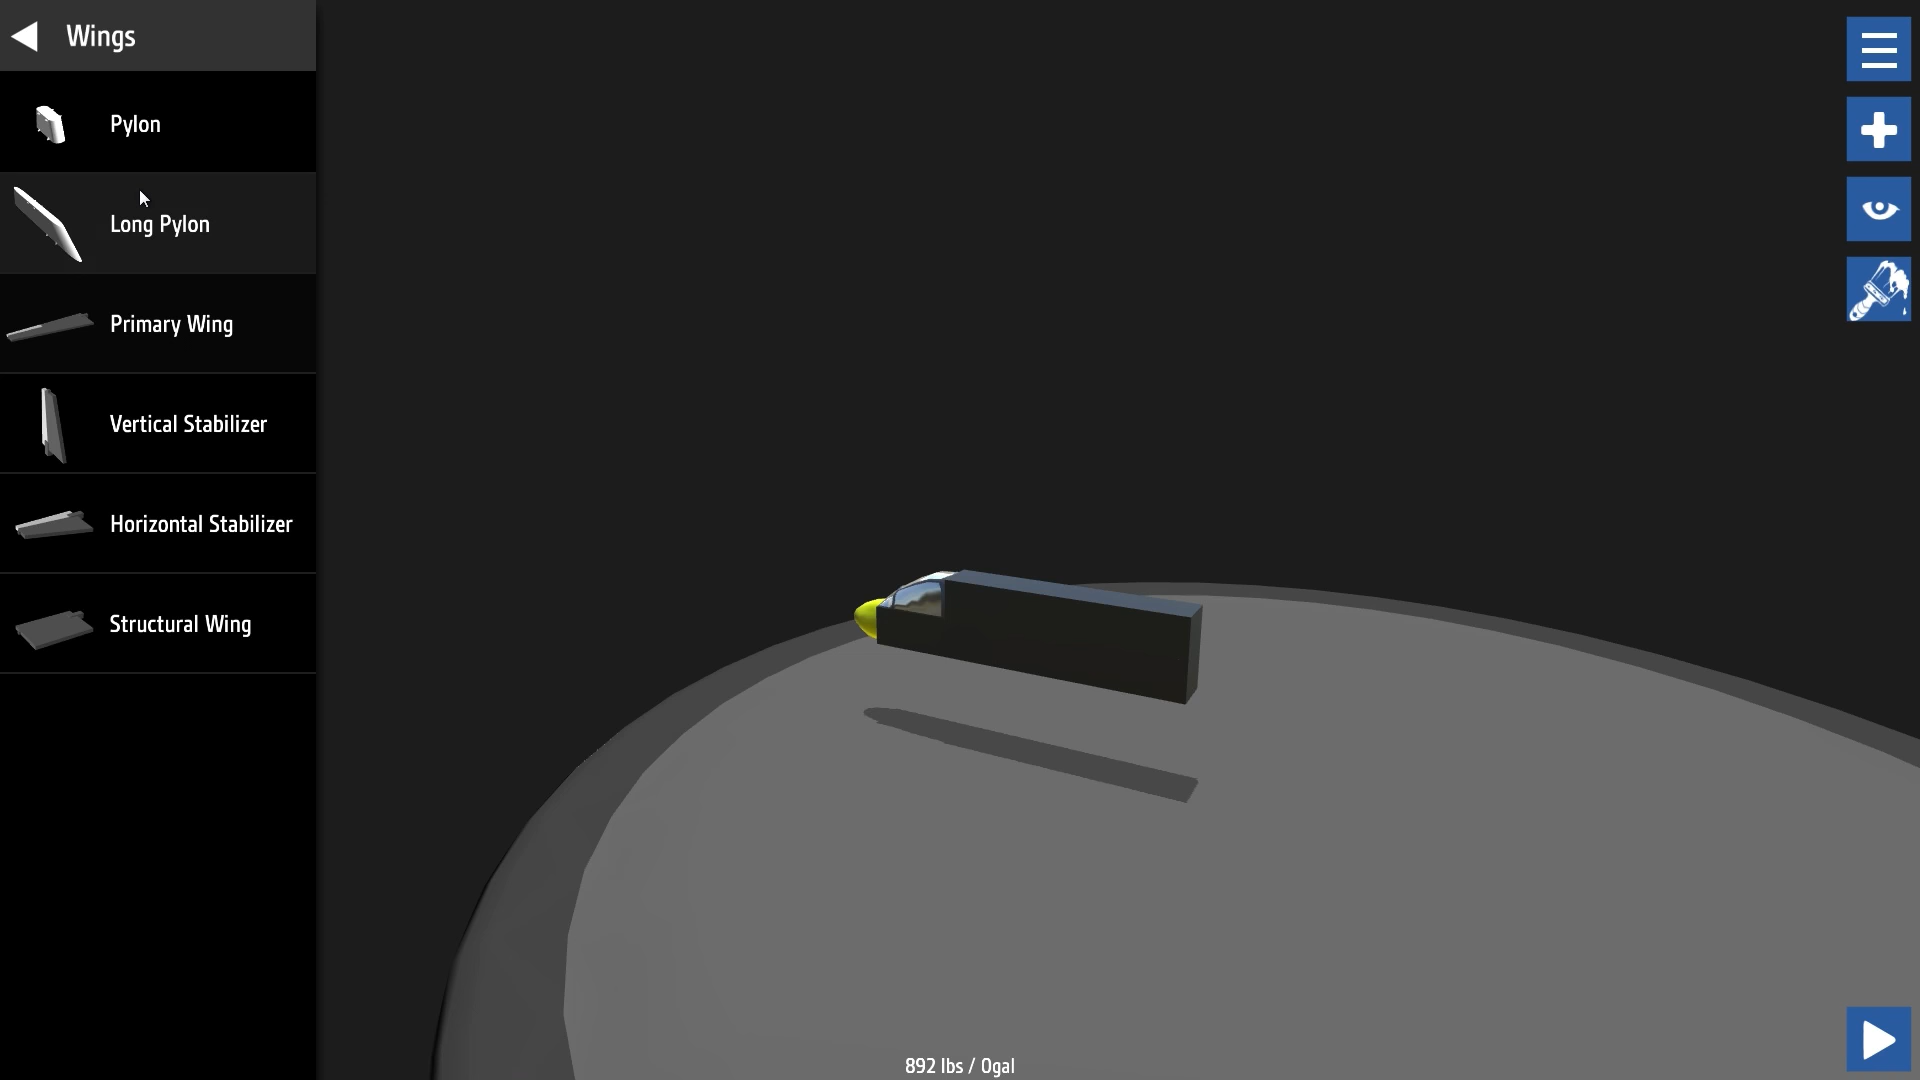 Wings
Pylon
Long Pylon
Primary Wing
Vertical Stabilizer
Horizontal Stabilizer
Structural Wing
892 lbs / 0gal